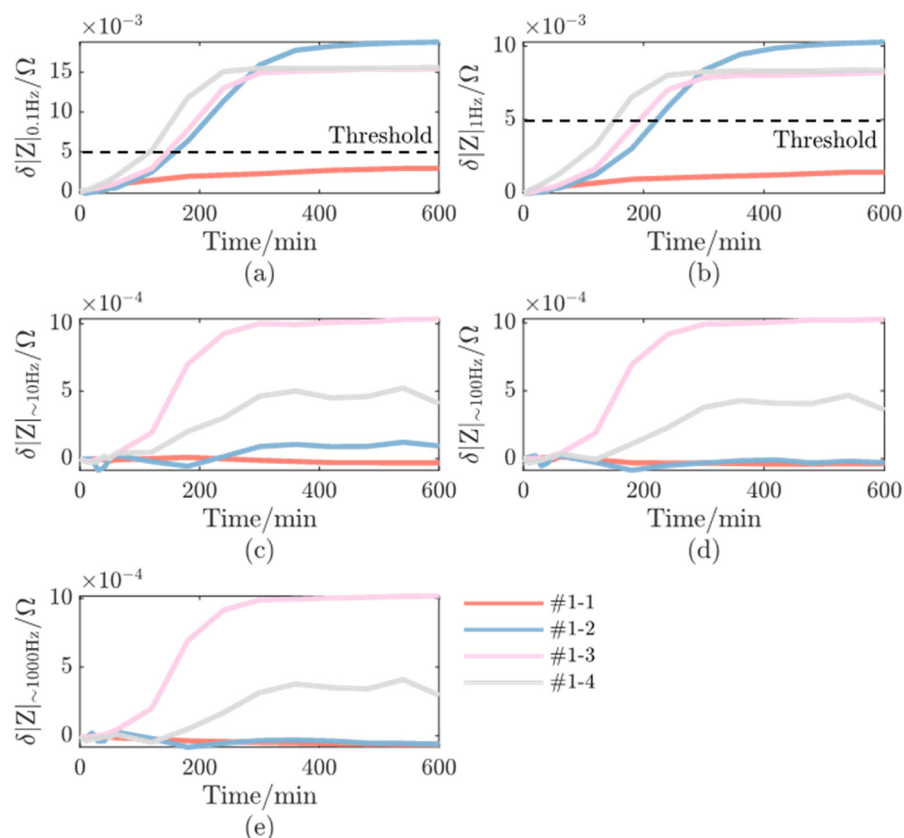 ×10⁻³
15
10
5
0
δ|Z|0.1Hz/Ω
Threshold
0 200 400 600
Time/min
(a)
×10⁻³
10
5
0
δ|Z|1Hz/Ω
Threshold
0 200 400 600
Time/min
(b)
×10⁻⁴
10
5
0
δ|Z|~10Hz/Ω
0 200 400 600
Time/min
(c)
×10⁻⁴
10
5
0
δ|Z|~100Hz/Ω
0 200 400 600
Time/min
(d)
×10⁻⁴
10
5
0
δ|Z|~1000Hz/Ω
0 200 400 600
Time/min
(e)
#1-1
#1-2
#1-3
#1-4